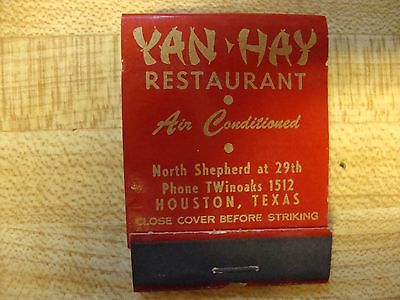 YAN-HAY
RESTAURANT
Air Conditioned
North Shepherd at 29th
Phone TWinoaks 1512
HOUSTON, TEXAS
CLOSE COVER BEFORE STRIKING